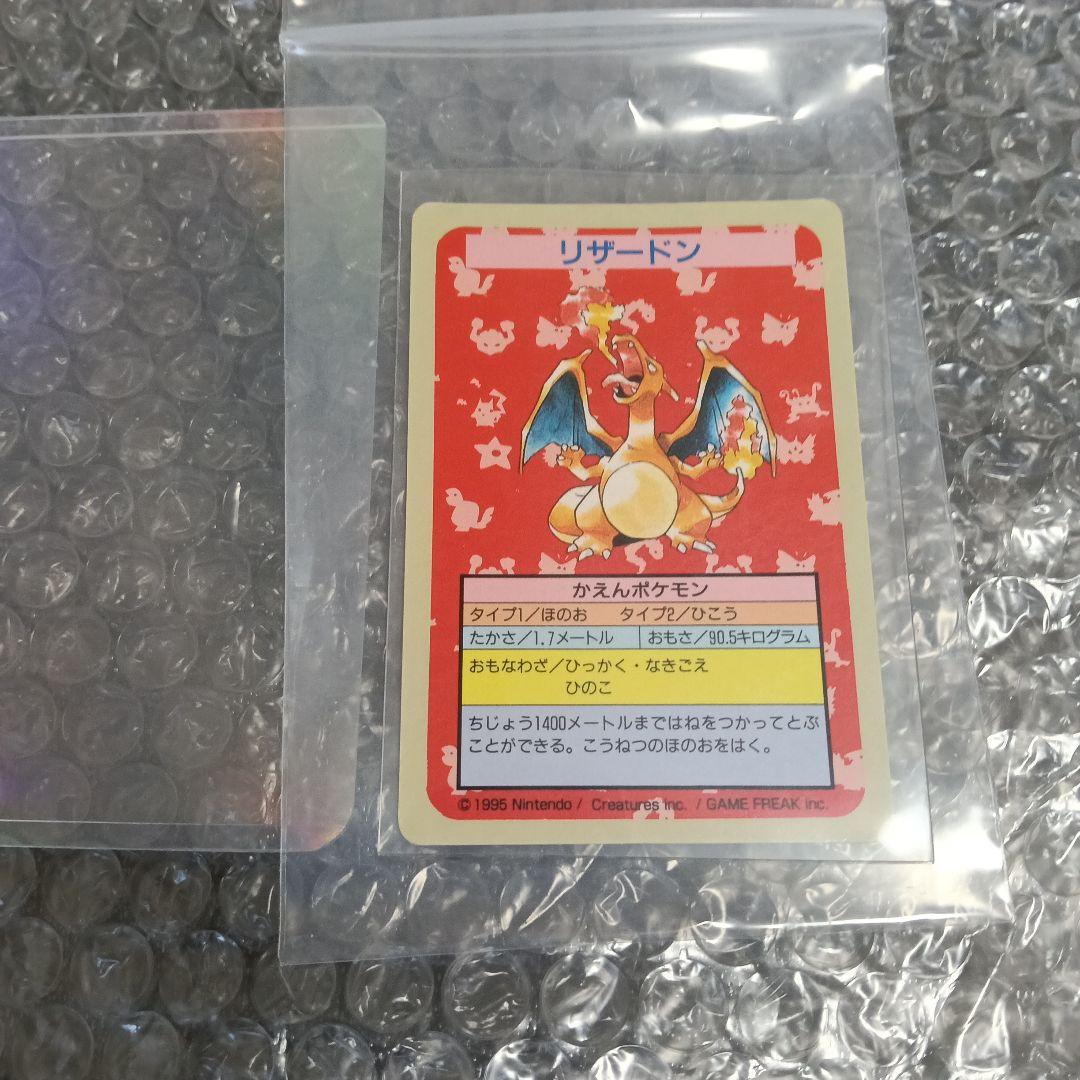 リザードン
かえんポケモン
タイプ1/ほのお タイプ2/ひこう
たかさ/1.7メートル おもさ/90.5キログラム
おもなわざ/ひっかく・なきごえ
ひのこ
ちじょう1400メートルまではねをつかってとぶ
ことができる。こうねつのほのおをはく。
© 1995 Nintendo / Creatures inc. / GAME FREAK inc.